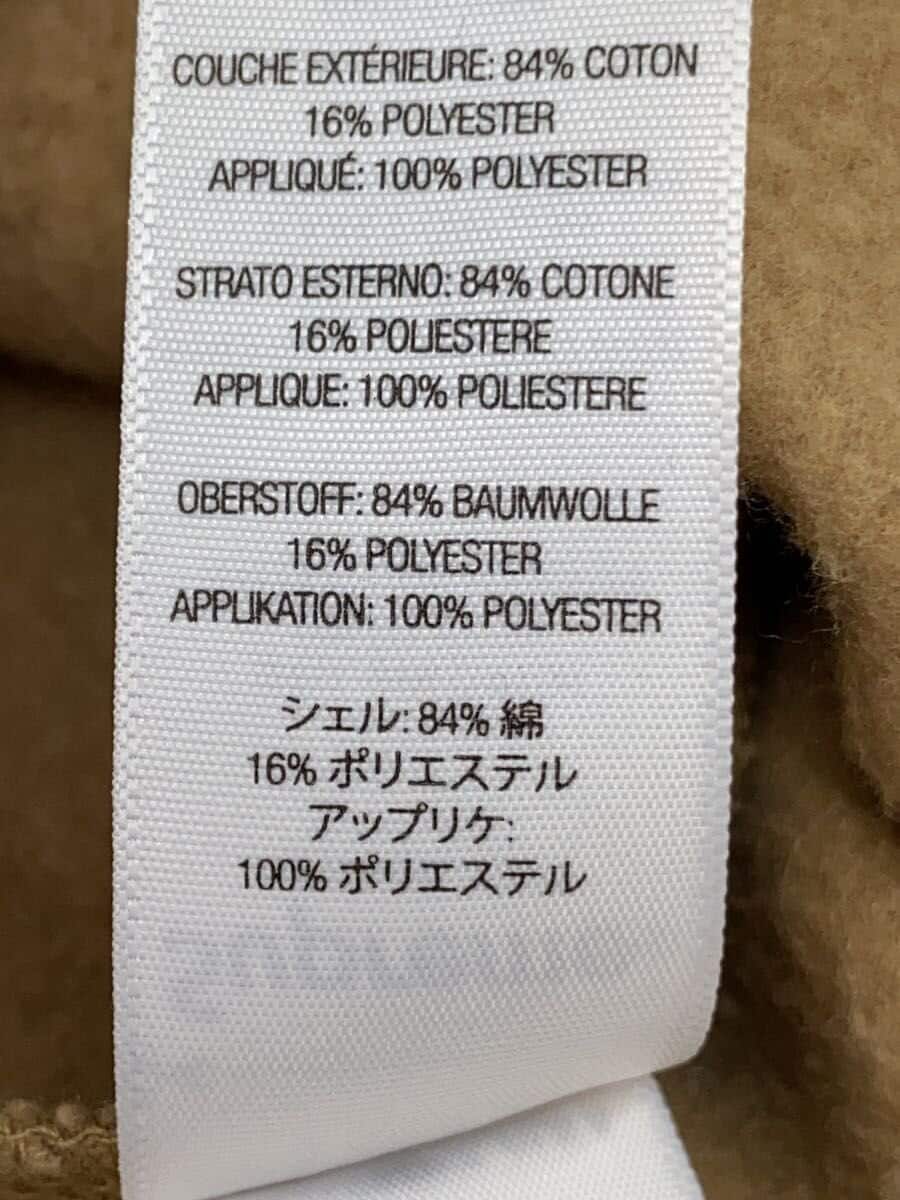 COUCHE EXTÉRIEURE: 84% COTON
16% POLYESTER
APPLIQUÉ: 100% POLYESTER
STRATO ESTERNO: 84% COTONE
16% POLIESTERE
APPLIQUE: 100% POLIESTERE
OBERSTOFF: 84% BAUMWOLLE
16% POLYESTER
APPLIKATION: 100% POLYESTER
シェル: 84% 綿
16% ポリエステル
アップリケ:
100% ポリエステル